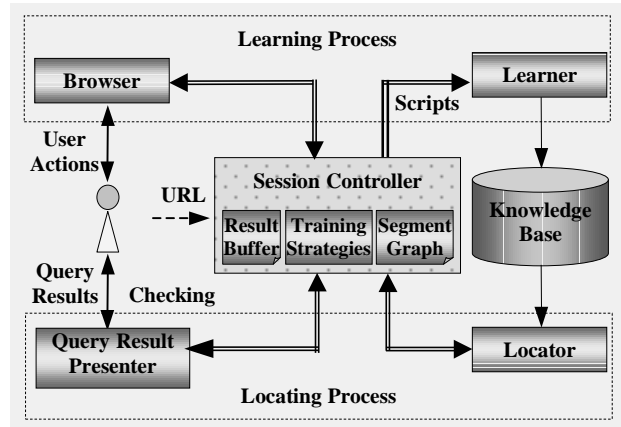 Learning Process
Browser
Learner
Scripts
User
Actions
URL
Session Controller
Result
Buffer
Training
Strategies
Segment
Graph
Knowledge
Base
Query
Results
Checking
Query Result
Presenter
Locator
Locating Process